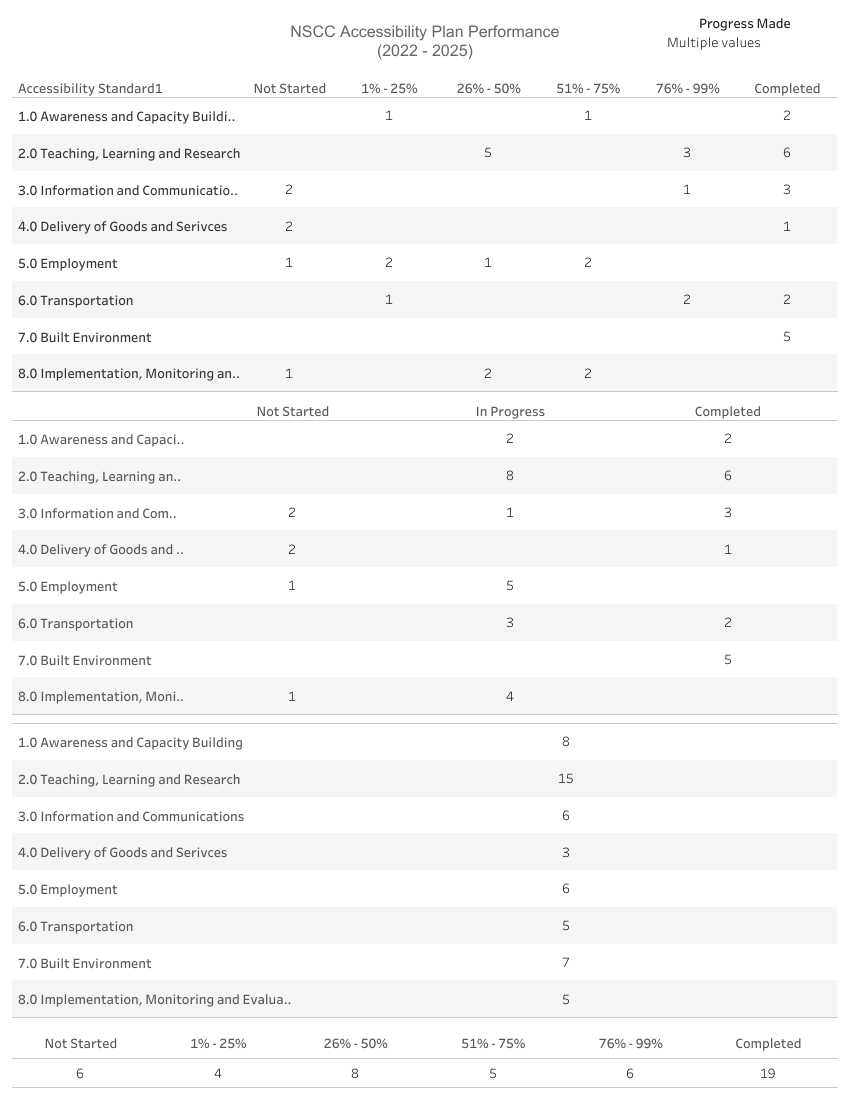 NSCC Accessibility Plan Performance
(2022 - 2025)
Progress Made
Multiple values
Accessibility Standard1 Not Started 1% - 25% 26% - 50% 51% - 75% 76% - 99% Completed
1.0 Awareness and Capacity Buildi.. 1 1 2
2.0 Teaching, Learning and Research 5 3 6
3.0 Information and Communicatio.. 2 1 3
4.0 Delivery of Goods and Serivces 2 1
5.0 Employment 1 2 1 2
6.0 Transportation 1 2 2
7.0 Built Environment 5
8.0 Implementation, Monitoring an.. 1 2 2
Not Started In Progress Completed
1.0 Awareness and Capaci.. 2 2
2.0 Teaching, Learning an.. 8 6
3.0 Information and Com.. 2 1 3
4.0 Delivery of Goods and .. 2 1
5.0 Employment 1 5
6.0 Transportation 3 2
7.0 Built Environment 5
8.0 Implementation, Moni.. 1 4
1.0 Awareness and Capacity Building 8
2.0 Teaching, Learning and Research 15
3.0 Information and Communications 6
4.0 Delivery of Goods and Serivces 3
5.0 Employment 6
6.0 Transportation 5
7.0 Built Environment 7
8.0 Implementation, Monitoring and Evalua.. 5
Not Started 1% - 25% 26% - 50% 51% - 75% 76% - 99% Completed
6 4 8 5 6 19